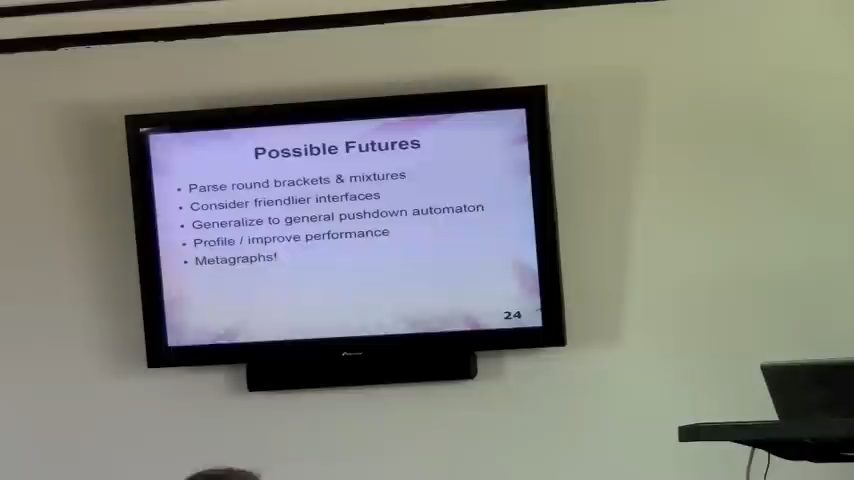 Possible Futures
• Parse round brackets & mixtures
• Consider friendlier interfaces
• Generalize to general pushdown automaton
• Profile / improve performance
• Metagraphs!
24